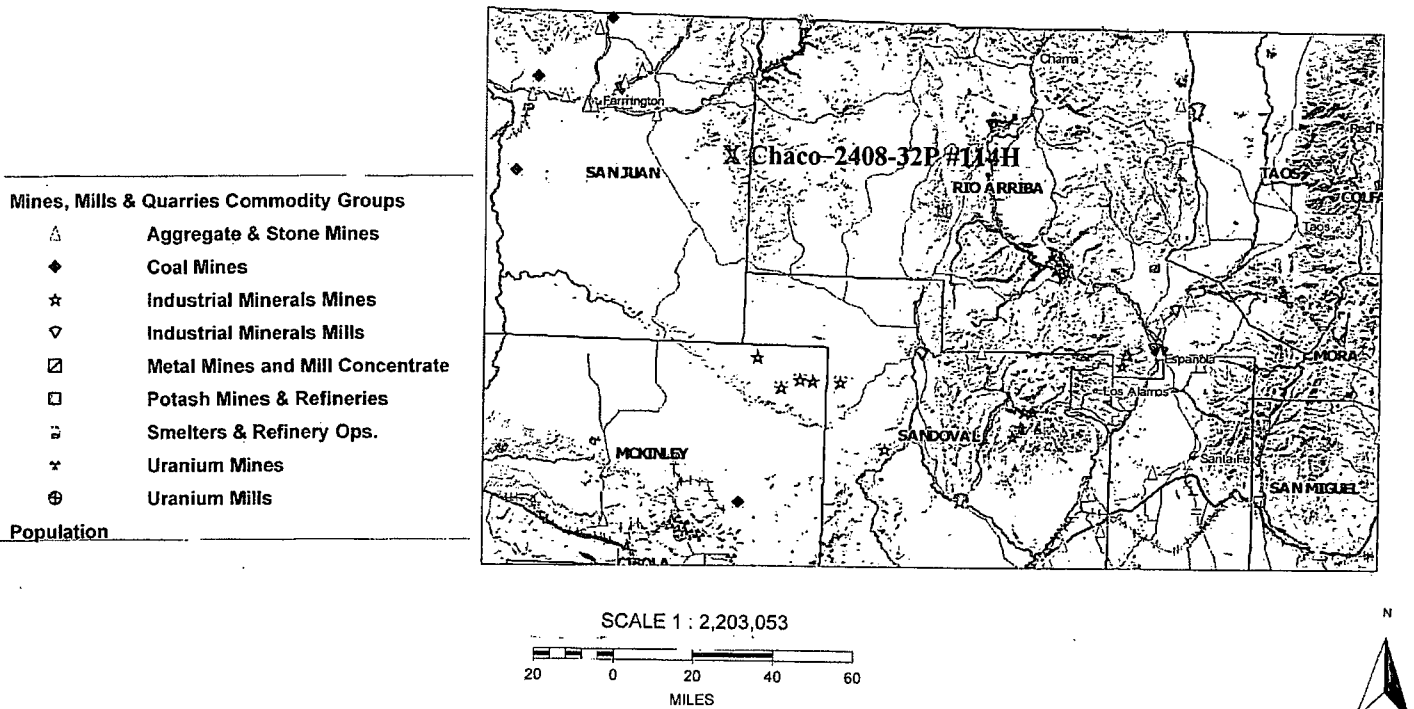 Mines, Mills & Quarries Commodity Groups
Aggregate & Stone Mines
Coal Mines
Industrial Minerals Mines
Industrial Minerals Mills
Metal Mines and Mill Concentrate
Potash Mines & Refineries
Smelters & Refinery Ops.
Uranium Mines
Uranium Mills
Population
Chama
Farmington
X Chaco-2408-32P #114H
SAN JUAN
RIO ARRIBA
TAOS
Taos
Española
MORA
Los Alamos
SANDOVAL
MCKINLEY
Santa Fe
SAN MIGUEL
CIBOLA
SCALE 1 : 2,203,053
20 0 20 40 60
MILES
N